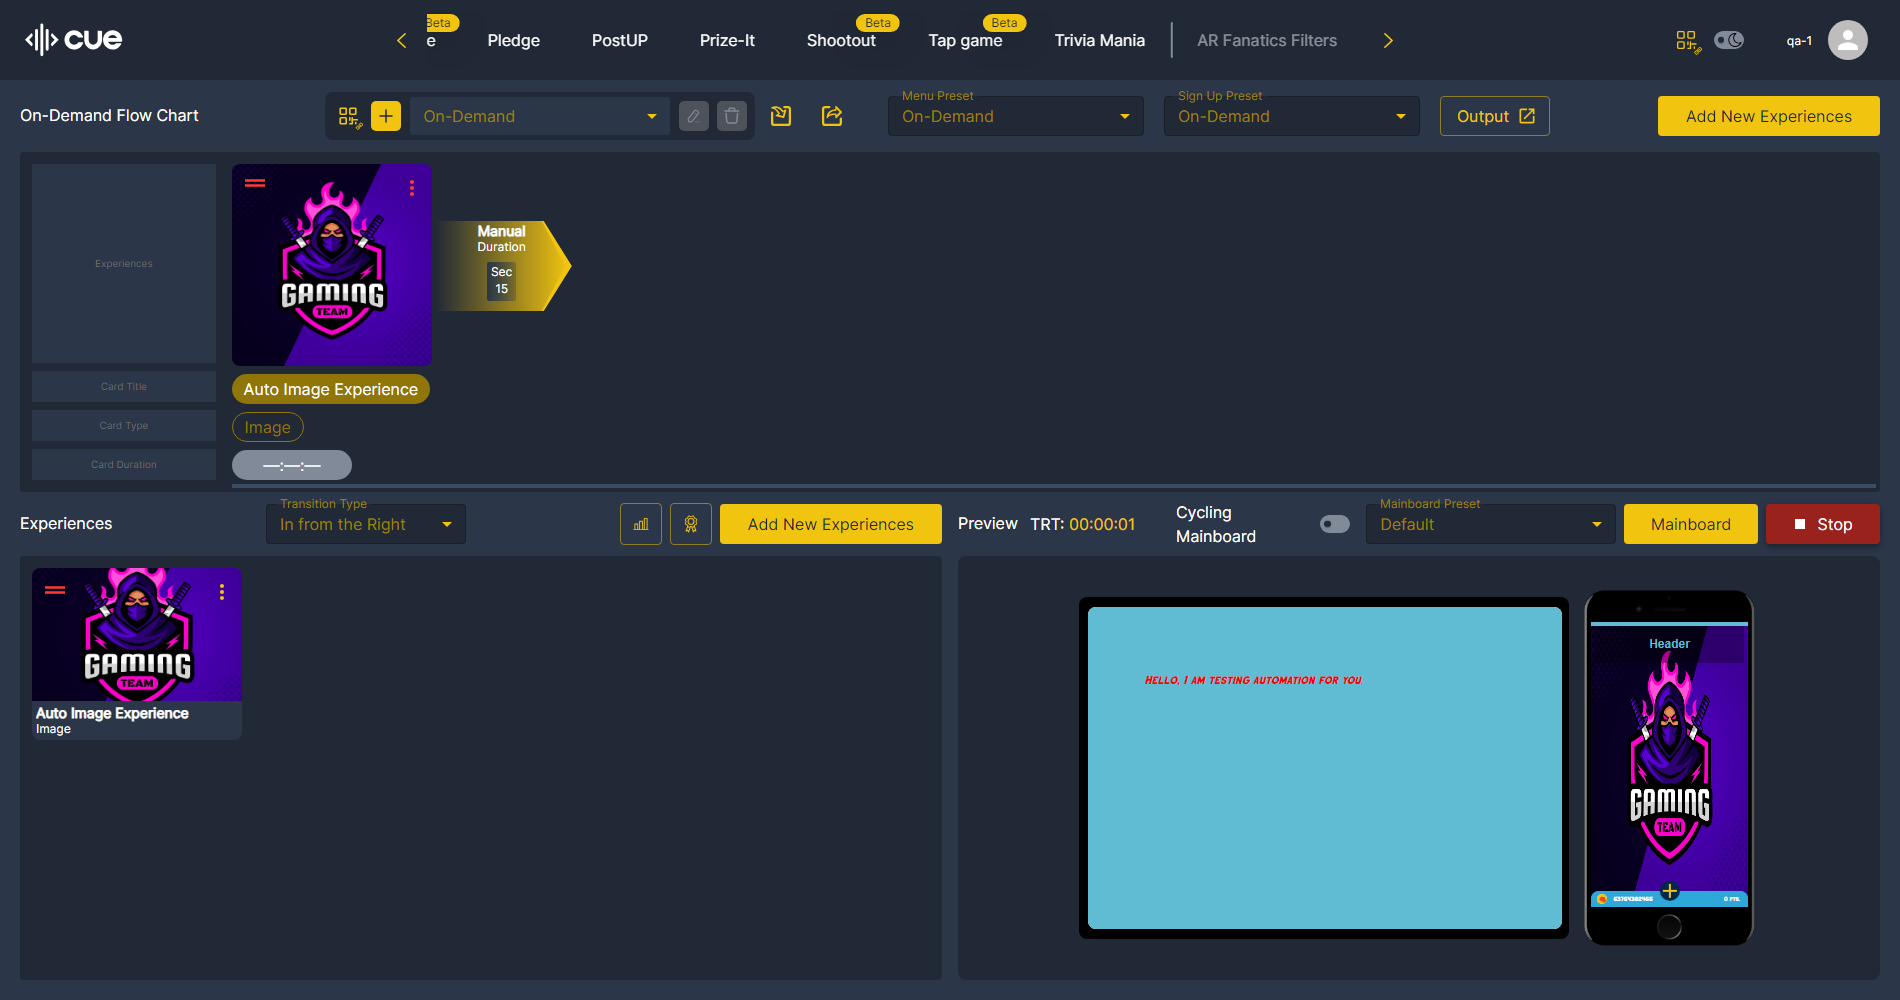 cue
Beta
e
Pledge
PostUP
Prize-It
Beta
Shootout
Beta
Tap game
Trivia Mania
AR Fanatics Filters
qa-1
On-Demand Flow Chart
On-Demand
Menu Preset
On-Demand
Sign Up Preset
On-Demand
Output
Add New Experiences
Experiences
GAMING
TEAM
Manual
Duration
Sec
15
Card Title
Auto Image Experience
Card Type
Image
Card Duration
—:—:—
Experiences
Transition Type
In from the Right
Add New Experiences
Preview
TRT: 00:00:01
Cycling
Mainboard
Mainboard Preset
Default
Mainboard
Stop
GAMING
TEAM
Auto Image Experience
Image
Hello, I am testing automation for you
Header
GAMING
TEAM
0 PTS.